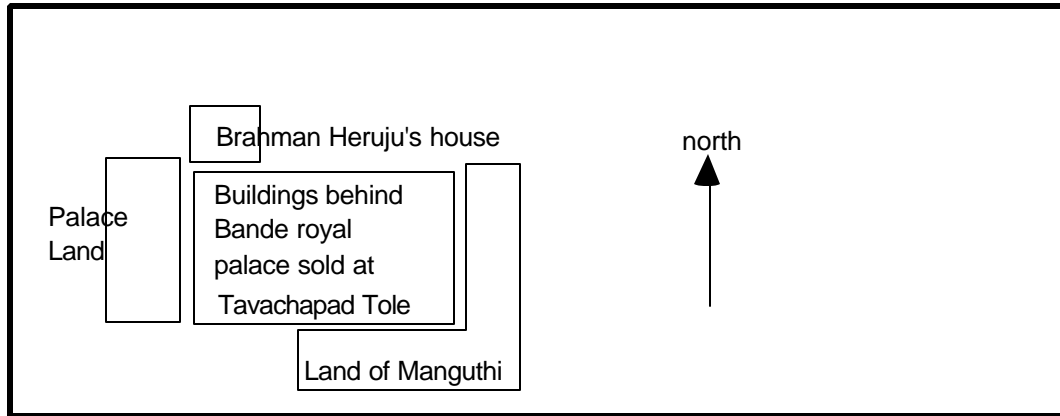 Brahman Heruju's house
north
Buildings behind
Bande royal
palace sold at
Tavachapad Tole
Palace
Land
Land of Manguthi